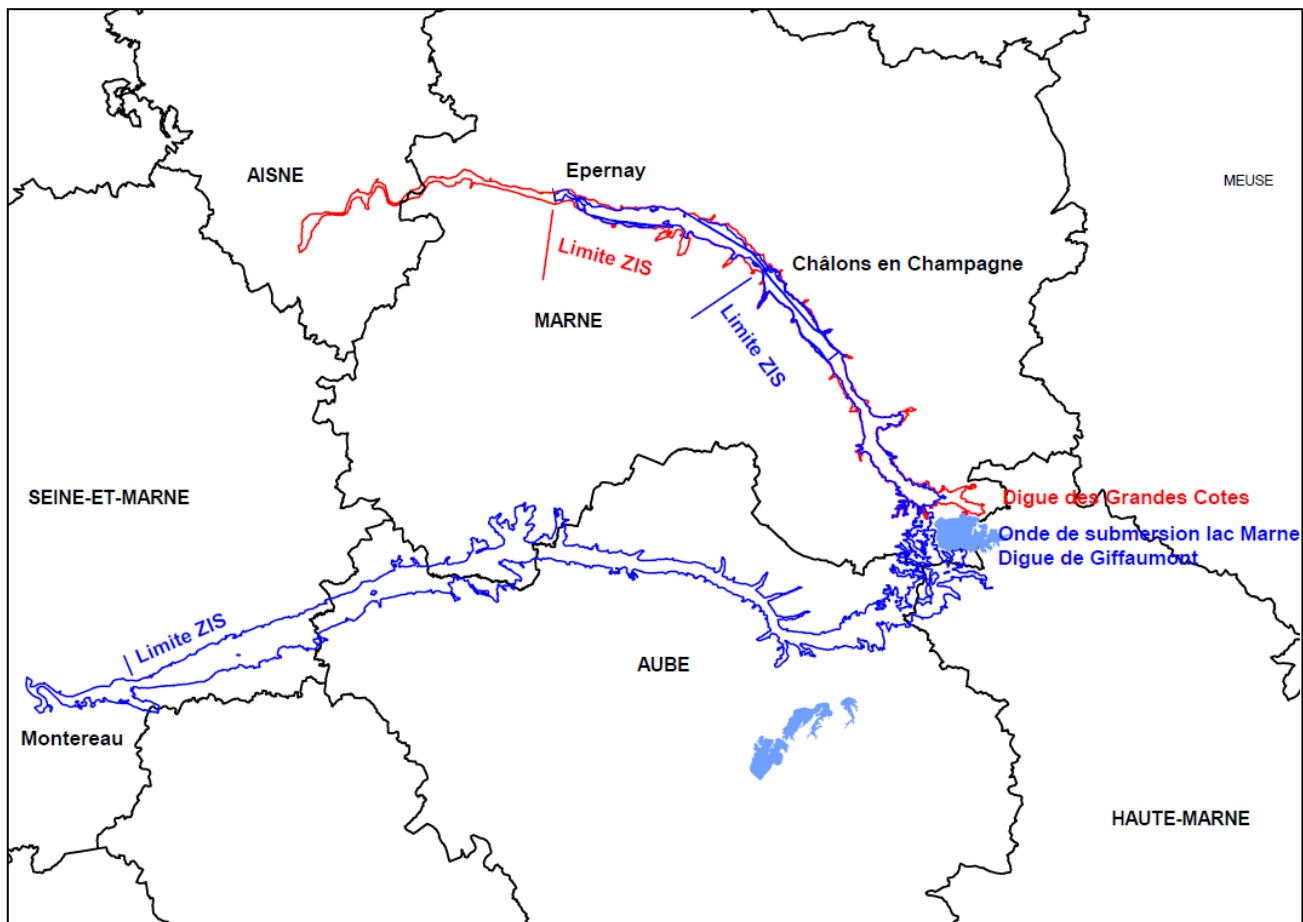 Epernay
AISNE
MEUSE
Limite ZIS
Châlons en Champagne
MARNE
Limite ZIS
SEINE-ET-MARNE
Digue des Grandes Cotes
Onde de submersion lac Marne
Digue de Giffaumont
Limite ZIS
AUBE
Montereau
HAUTE-MARNE